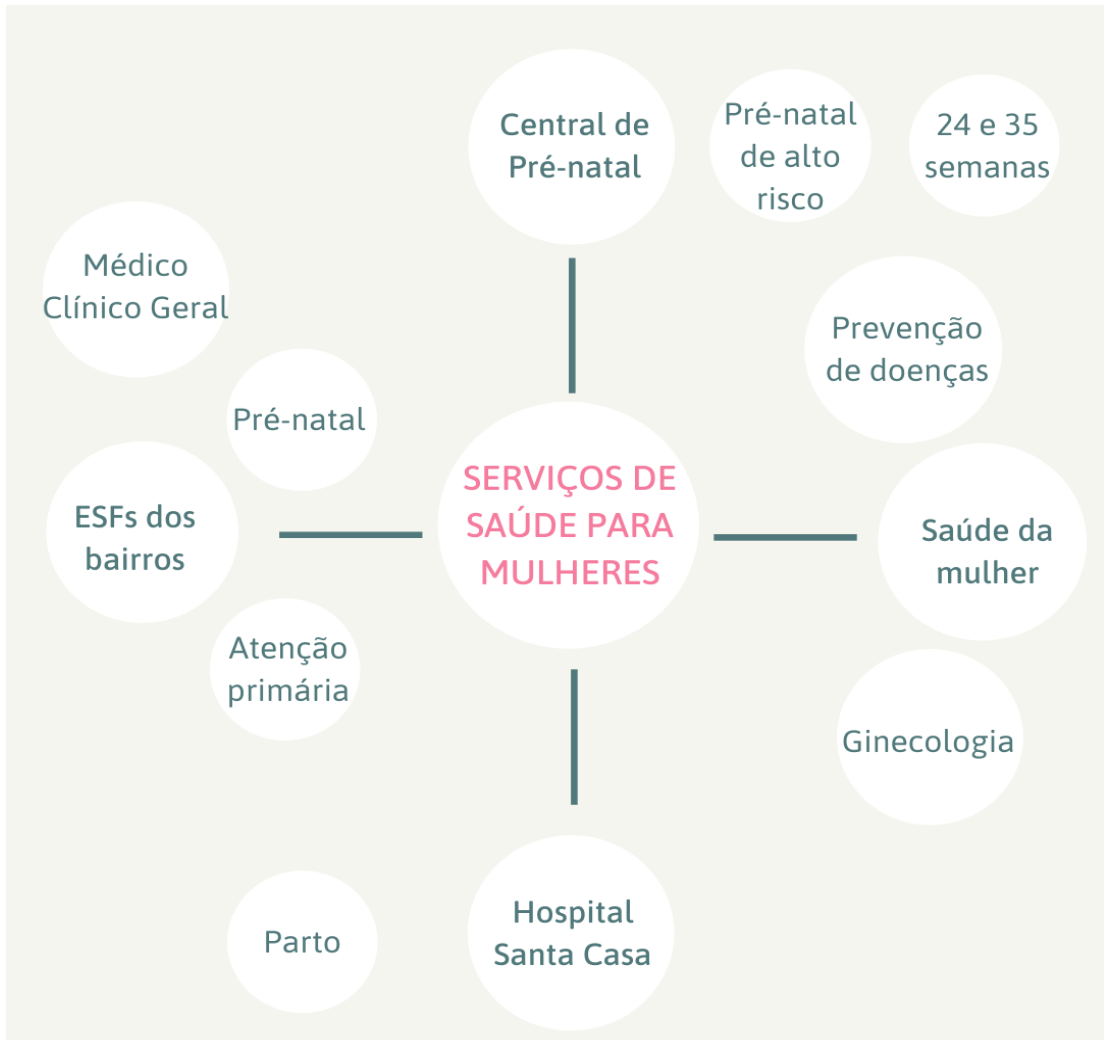 Central de
Pré-natal
Pré-natal
de alto
risco
24 e 35
semanas
Médico
Clínico Geral
Prevenção
de doenças
Pré-natal
SERVIÇOS DE
SAÚDE PARA
MULHERES
ESFs dos
bairros
Saúde da
mulher
Atenção
primária
Ginecologia
Hospital
Santa Casa
Parto